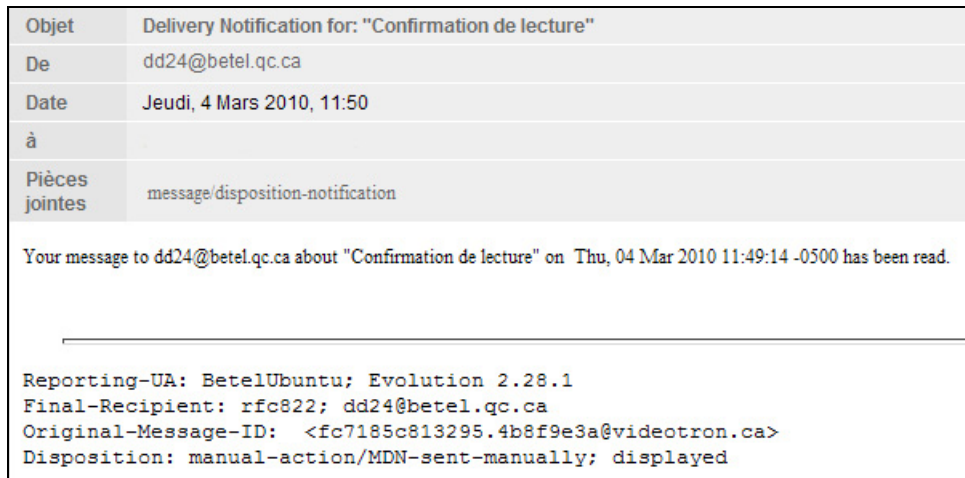 Objet Delivery Notification for: "Confirmation de lecture"
De dd24@betel.qc.ca
Date Jeudi, 4 Mars 2010, 11:50
à
Pièces
jointes message/disposition-notification
Your message to dd24@betel.qc.ca about "Confirmation de lecture" on Thu, 04 Mar 2010 11:49:14 -0500 has been read.
Reporting-UA: BetelUbuntu; Evolution 2.28.1
Final-Recipient: rfc822; dd24@betel.qc.ca
Original-Message-ID: <fc7185c813295.4b8f9e3a@videotron.ca>
Disposition: manual-action/MDN-sent-manually; displayed